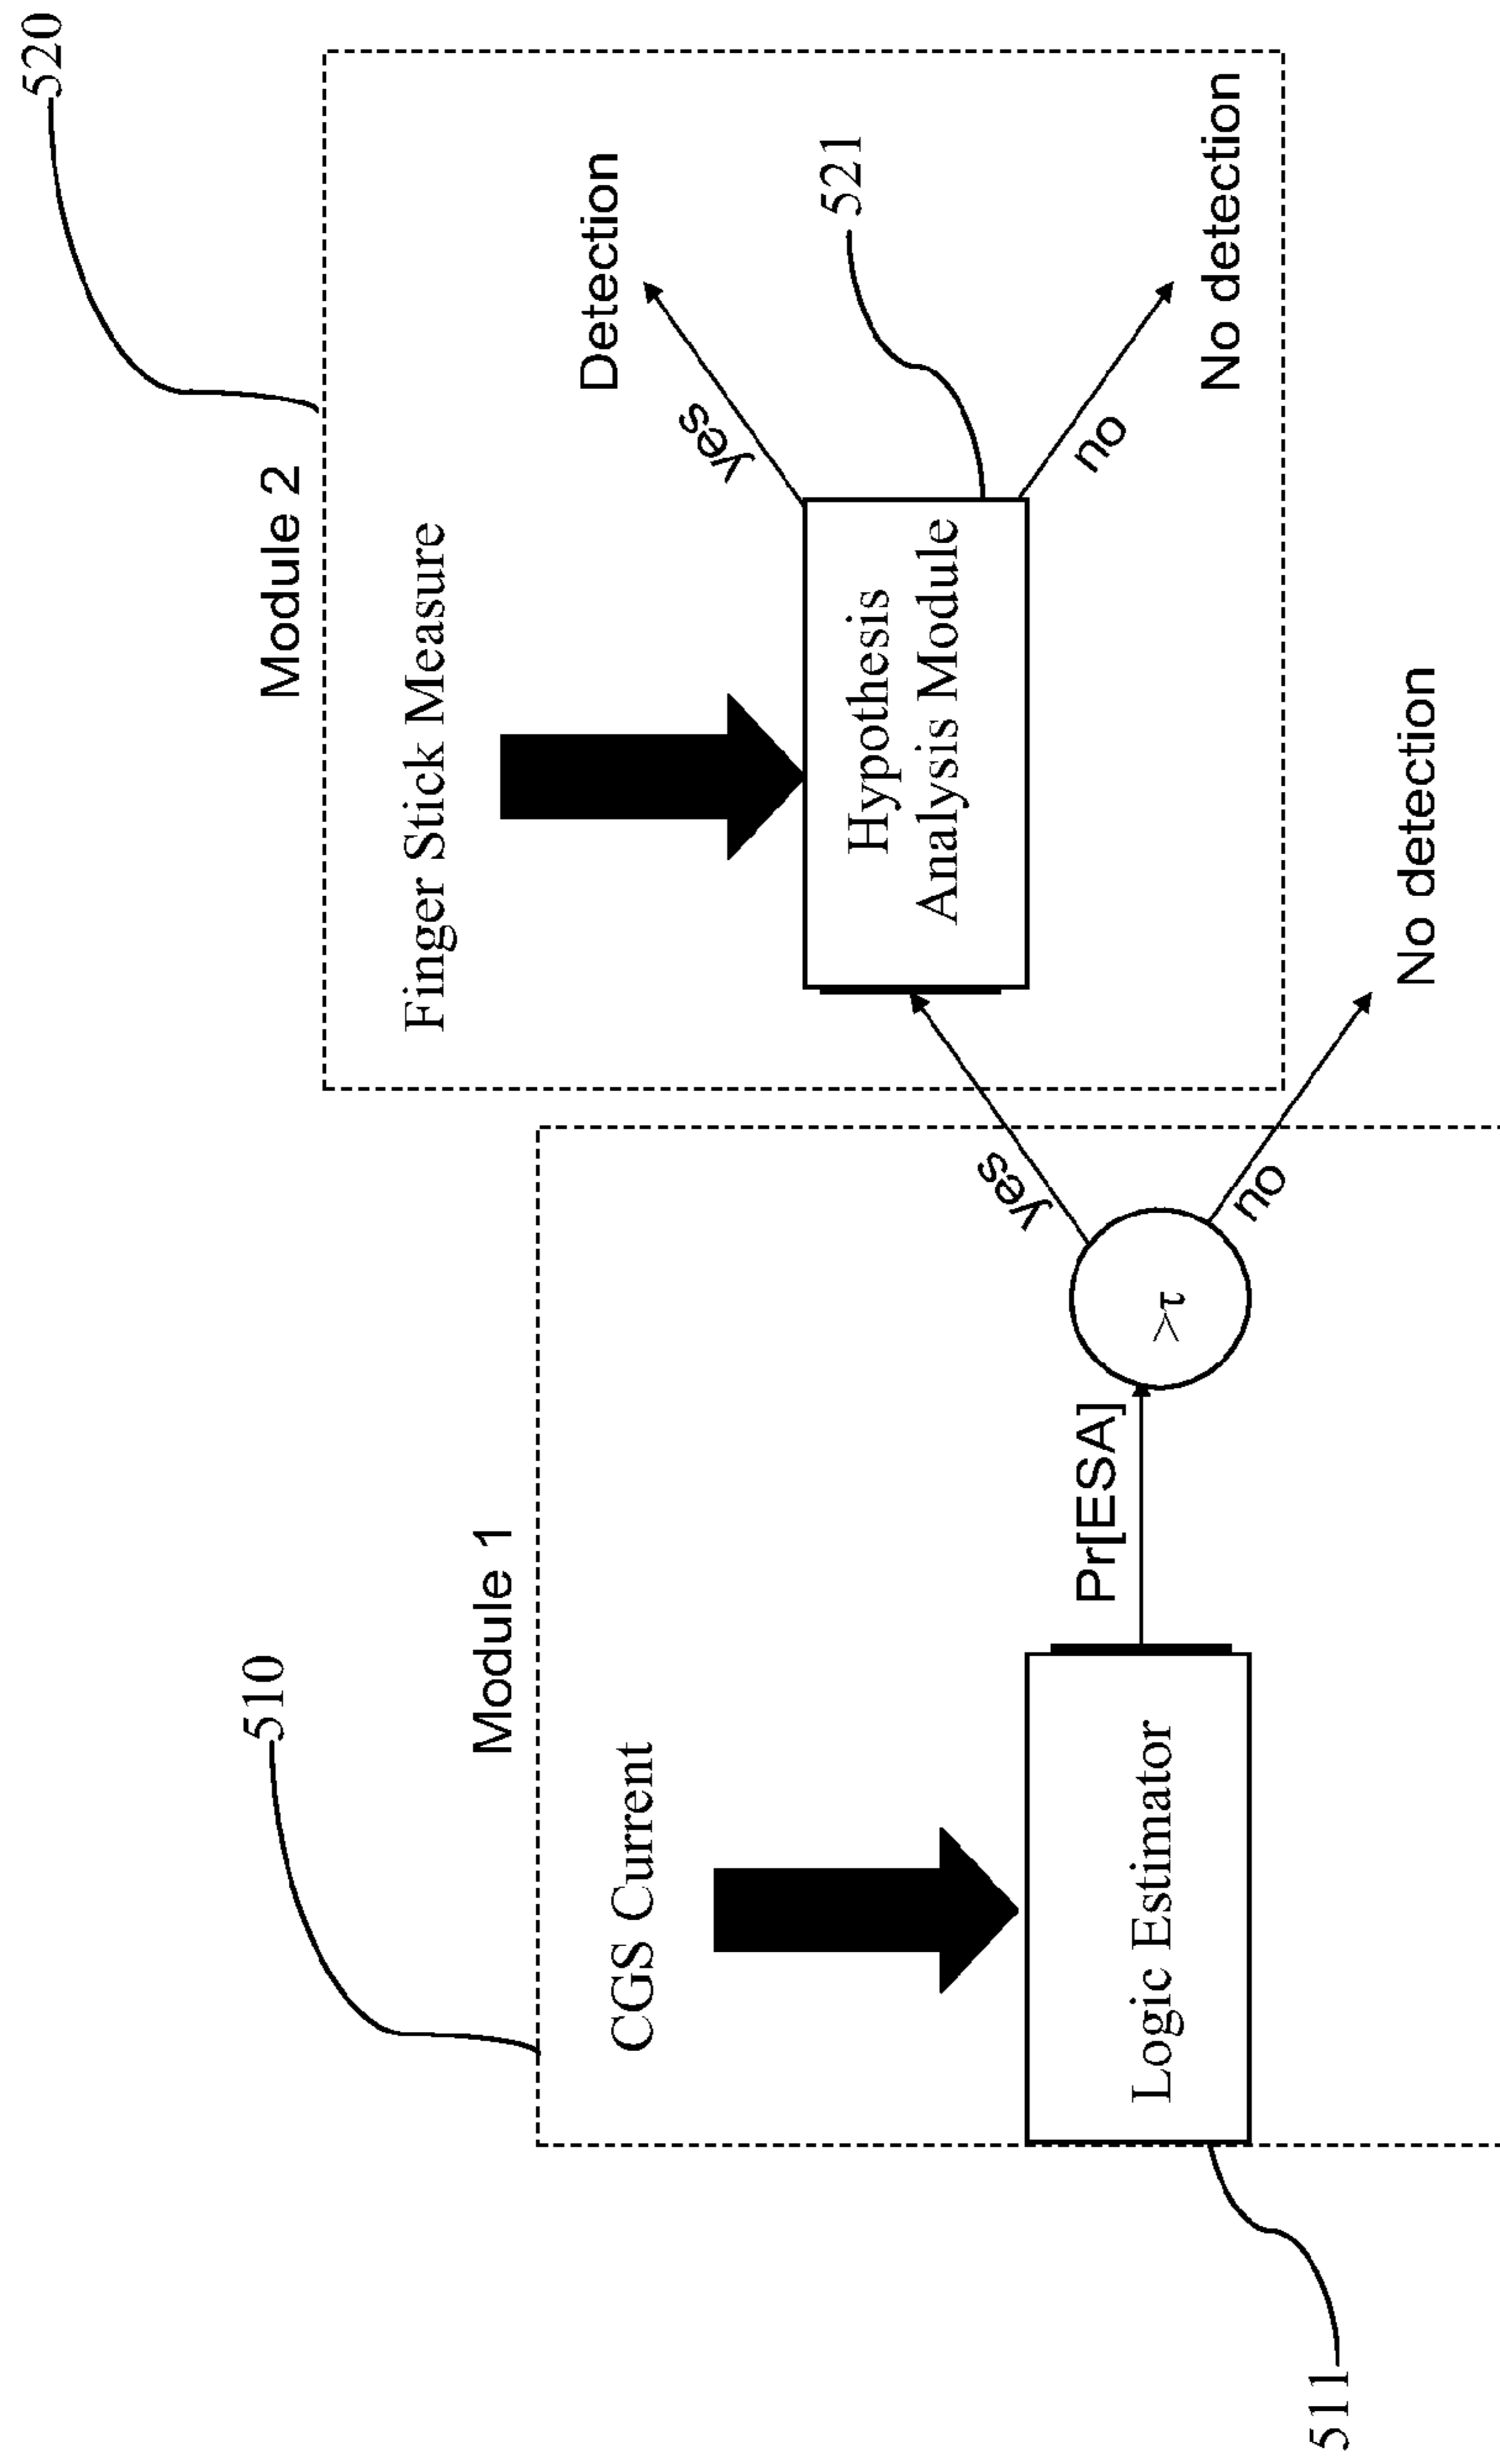 520
Module 2
Finger Stick Measure
Detection
yes
521
Hypothesis
Analysis Module
no
No detection
510
Module 1
CGS Current
yes
Pr[ESA]
>τ
no
No detection
Logic Estimator
511